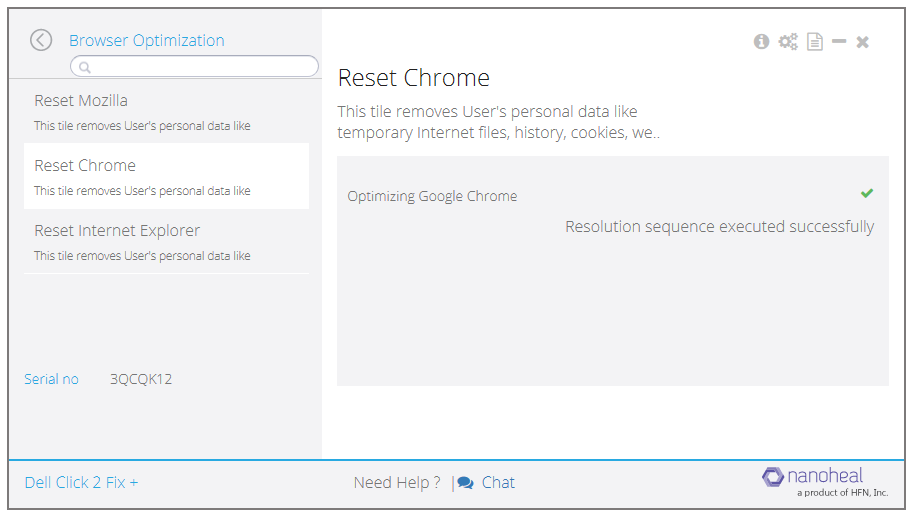 Browser Optimization
Reset Mozilla
This tile removes User's personal data like
Reset Chrome
This tile removes User's personal data like
Reset Internet Explorer
This tile removes User's personal data like
Serial no 3QCQK12
Reset Chrome
This tile removes User's personal data like
temporary Internet files, history, cookies, we..
Optimizing Google Chrome
Resolution sequence executed successfully
Dell Click 2 Fix +
Need Help ? | Chat
nanoheal
a product of HFN, Inc.